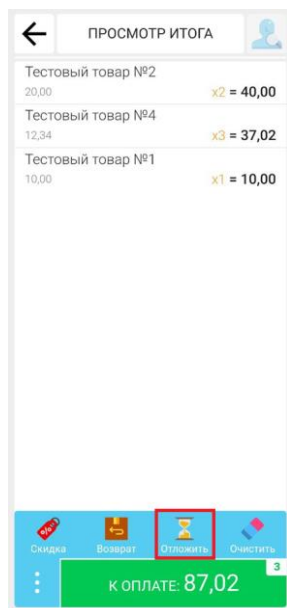 ПРОСМОТР ИТОГА
Тестовый товар №2
20,00 x2 = 40,00
Тестовый товар №4
12,34 x3 = 37,02
Тестовый товар №1
10,00 x1 = 10,00
% Скидка Возврат Отложить Очистить
3
К ОПЛАТЕ: 87,02